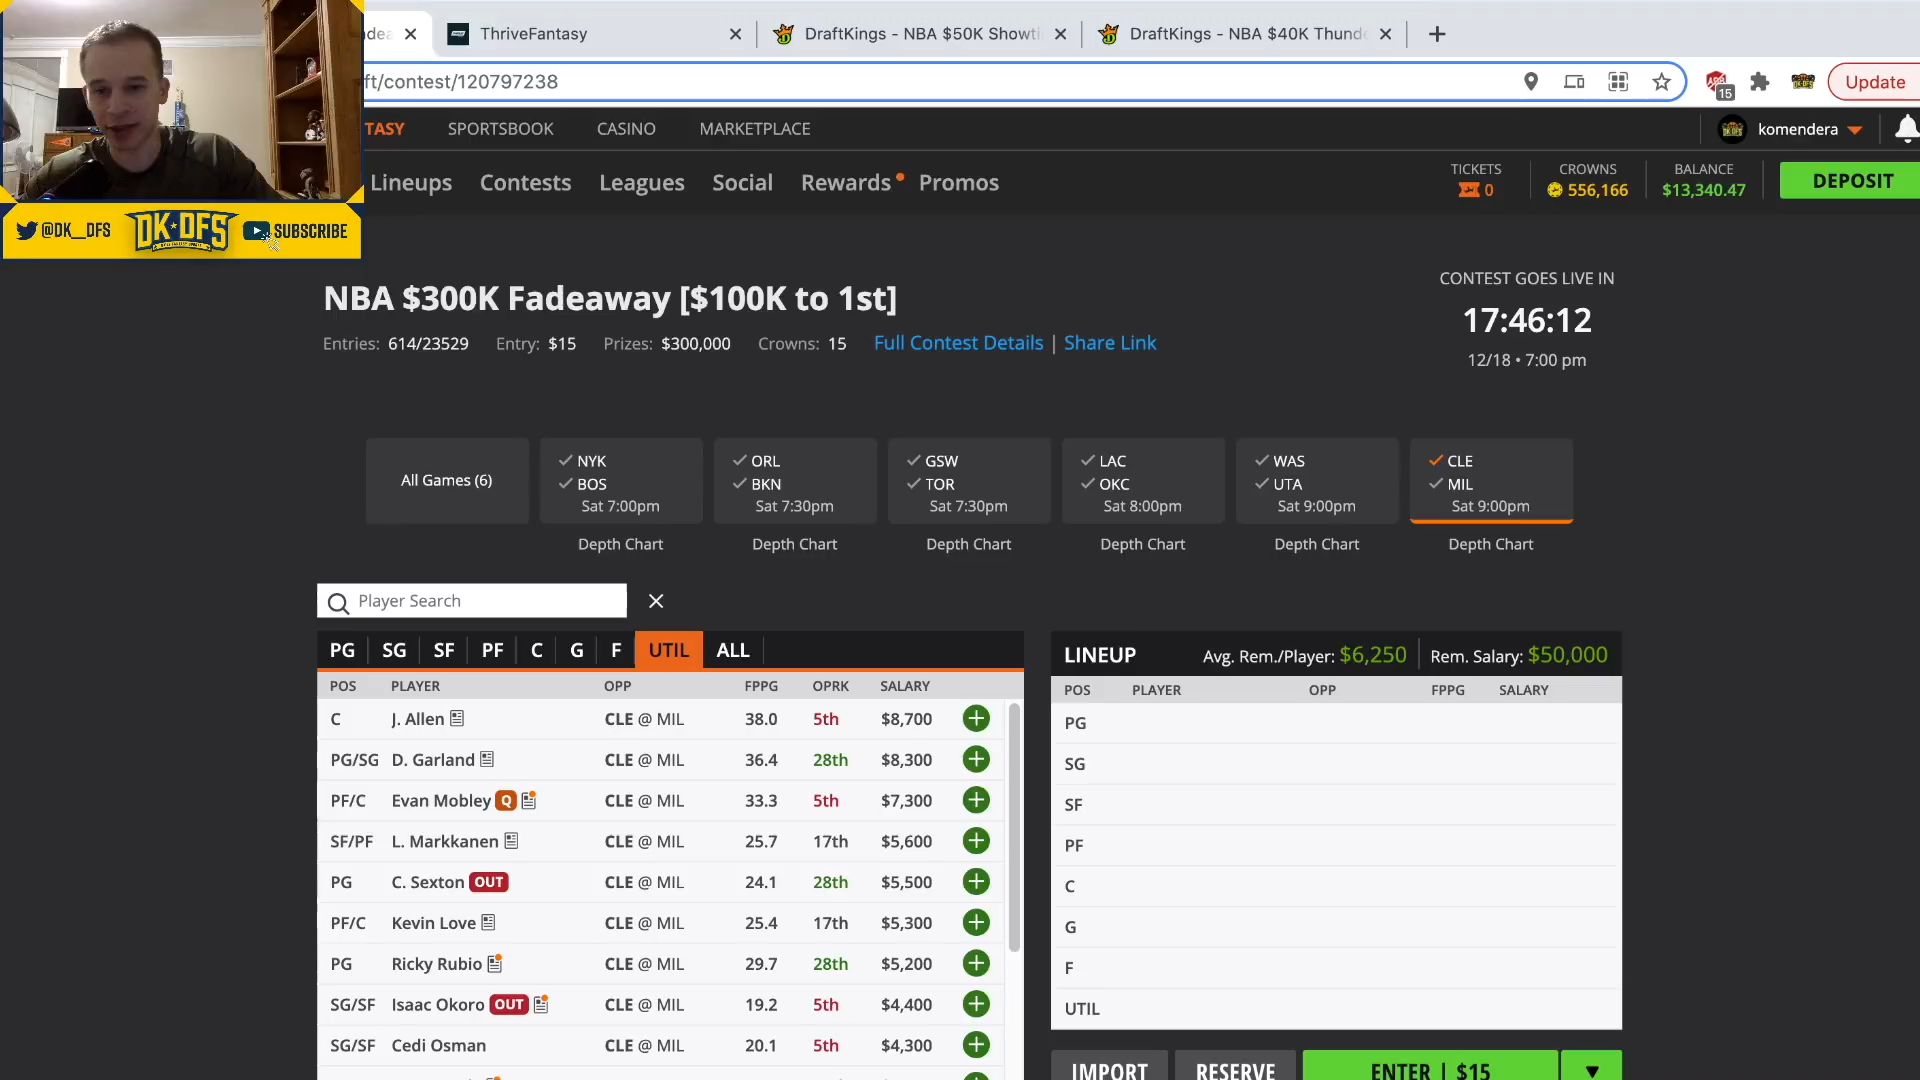 ThriveFantasy
DraftKings - NBA $50K Showti
DraftKings - NBA $40K Thund
ft/contest/120797238
15
Update
TASY SPORTSBOOK CASINO MARKETPLACE
komendera
Lineups Contests Leagues Social Rewards Promos
TICKETS 0
CROWNS 556,166
BALANCE $13,340.47
DEPOSIT
@DK__DFS
DK DFS
SUBSCRIBE
NBA $300K Fadeaway [$100K to 1st]
Entries: 614/23529 Entry: $15 Prizes: $300,000 Crowns: 15 Full Contest Details | Share Link
CONTEST GOES LIVE IN
17:46:12
12/18 • 7:00 pm
All Games (6)
NYK BOS Sat 7:00pm
ORL BKN Sat 7:30pm
GSW TOR Sat 7:30pm
LAC OKC Sat 8:00pm
WAS UTA Sat 9:00pm
CLE MIL Sat 9:00pm
Depth Chart Depth Chart Depth Chart Depth Chart Depth Chart Depth Chart
Player Search
PG SG SF PF C G F UTIL ALL
POS PLAYER OPP FPPG OPRK SALARY
C J. Allen CLE @ MIL 38.0 5th $8,700
PG/SG D. Garland CLE @ MIL 36.4 28th $8,300
PF/C Evan Mobley Q CLE @ MIL 33.3 5th $7,300
SF/PF L. Markkanen CLE @ MIL 25.7 17th $5,600
PG C. Sexton OUT CLE @ MIL 24.1 28th $5,500
PF/C Kevin Love CLE @ MIL 25.4 17th $5,300
PG Ricky Rubio CLE @ MIL 29.7 28th $5,200
SG/SF Isaac Okoro OUT CLE @ MIL 19.2 5th $4,400
SG/SF Cedi Osman CLE @ MIL 20.1 5th $4,300
LINEUP Avg. Rem./Player: $6,250 Rem. Salary: $50,000
POS PLAYER OPP FPPG SALARY
PG
SG
SF
PF
C
G
F
UTIL
IMPORT RESERVE ENTER | $15